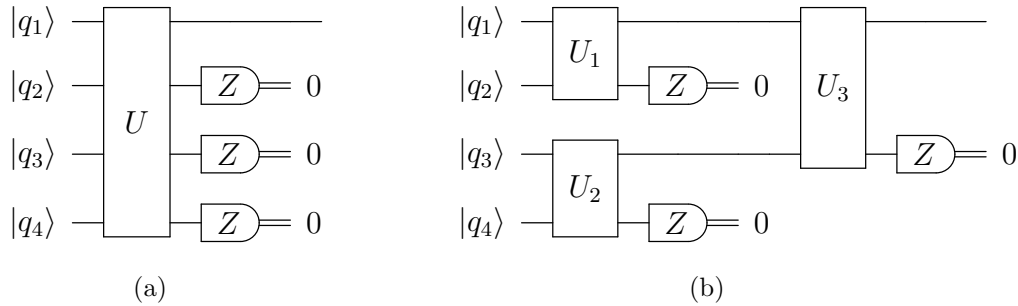 |q₁⟩ |q₁⟩
U₁
|q₂⟩ Z 0 |q₂⟩ Z 0 U₃
U
|q₃⟩ Z 0 |q₃⟩ Z 0
U₂
|q₄⟩ Z 0 |q₄⟩ Z 0
(a) (b)